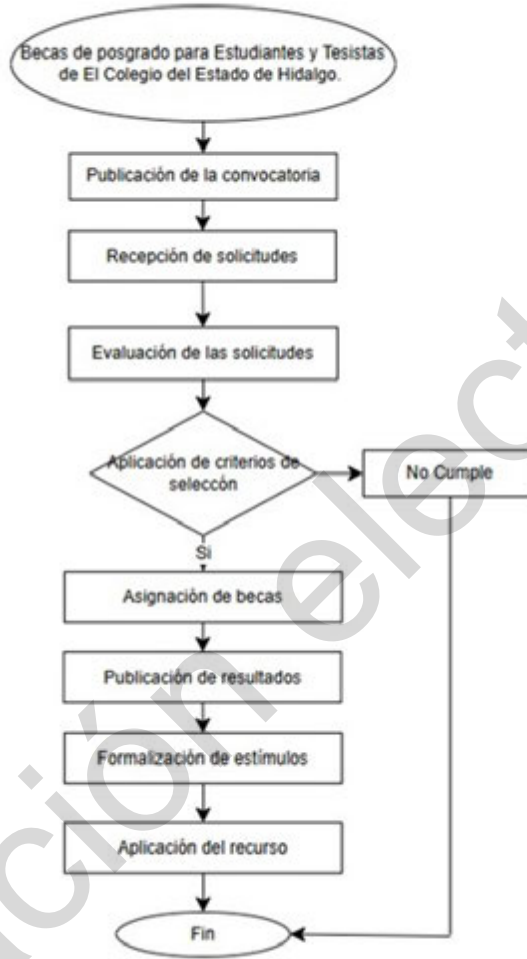 Becas de posgrado para Estudiantes y Tesistas
de El Colegio del Estado de Hidalgo.
Publicación de la convocatoria
Recepción de solicitudes
Evaluación de las solicitudes
Aplicación de criterios de
seleccón
No Cumple
Si
Asignación de becas
Publicación de resultados
Formalización de estímulos
Aplicación del recurso
Fin